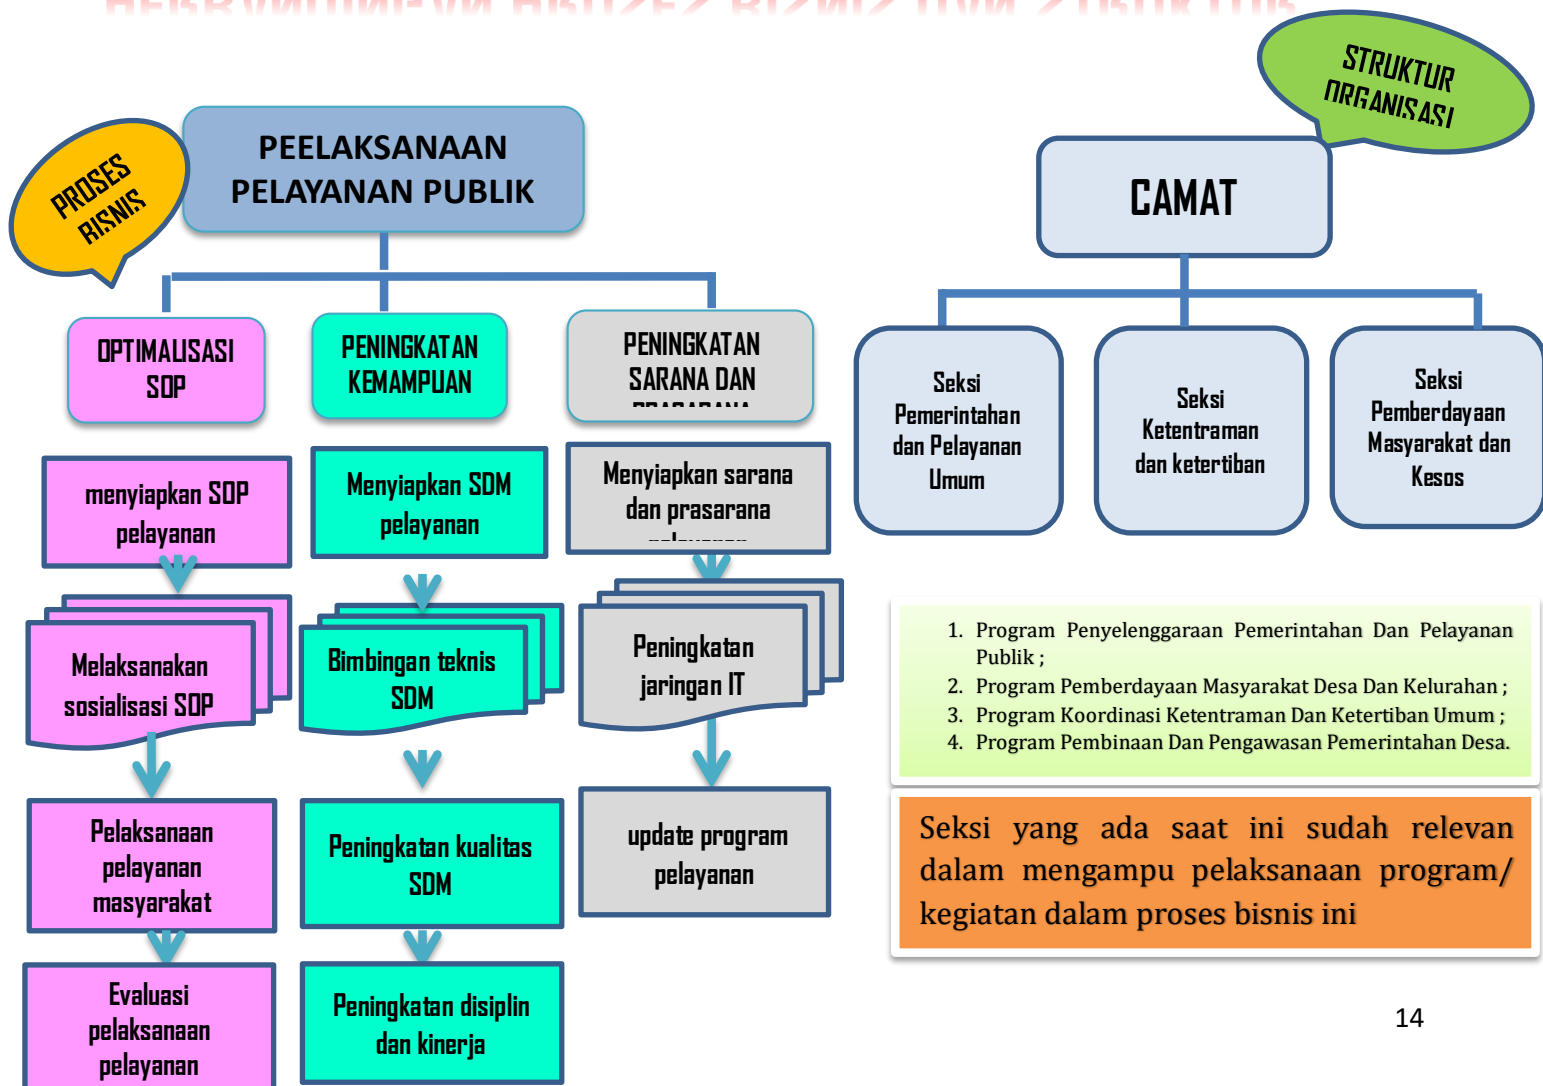 PROSES
BISNIS
PEELAKSANAAN
PELAYANAN PUBLIK
OPTIMALISASI
SOP
PENINGKATAN
KEMAMPUAN
PENINGKATAN
SARANA DAN
menyiapkan SOP
pelayanan
Menyiapkan SDM
pelayanan
Menyiapkan sarana
dan prasarana
Melaksanakan
sosialisasi SOP
Bimbingan teknis
SDM
Peningkatan
jaringan IT
Pelaksanaan
pelayanan
masyarakat
Peningkatan kualitas
SDM
update program
pelayanan
Evaluasi
pelaksanaan
pelayanan
Peningkatan disiplin
dan kinerja
STRUKTUR
ORGANISASI
CAMAT
Seksi
Pemerintahan
dan Pelayanan
Umum
Seksi
Ketentraman
dan ketertiban
Seksi
Pemberdayaan
Masyarakat dan
Kesos
1. Program Penyelenggaraan Pemerintahan Dan Pelayanan
Publik ;
2. Program Pemberdayaan Masyarakat Desa Dan Kelurahan ;
3. Program Koordinasi Ketentraman Dan Ketertiban Umum ;
4. Program Pembinaan Dan Pengawasan Pemerintahan Desa.
Seksi yang ada saat ini sudah relevan
dalam mengampu pelaksanaan program/
kegiatan dalam proses bisnis ini
14